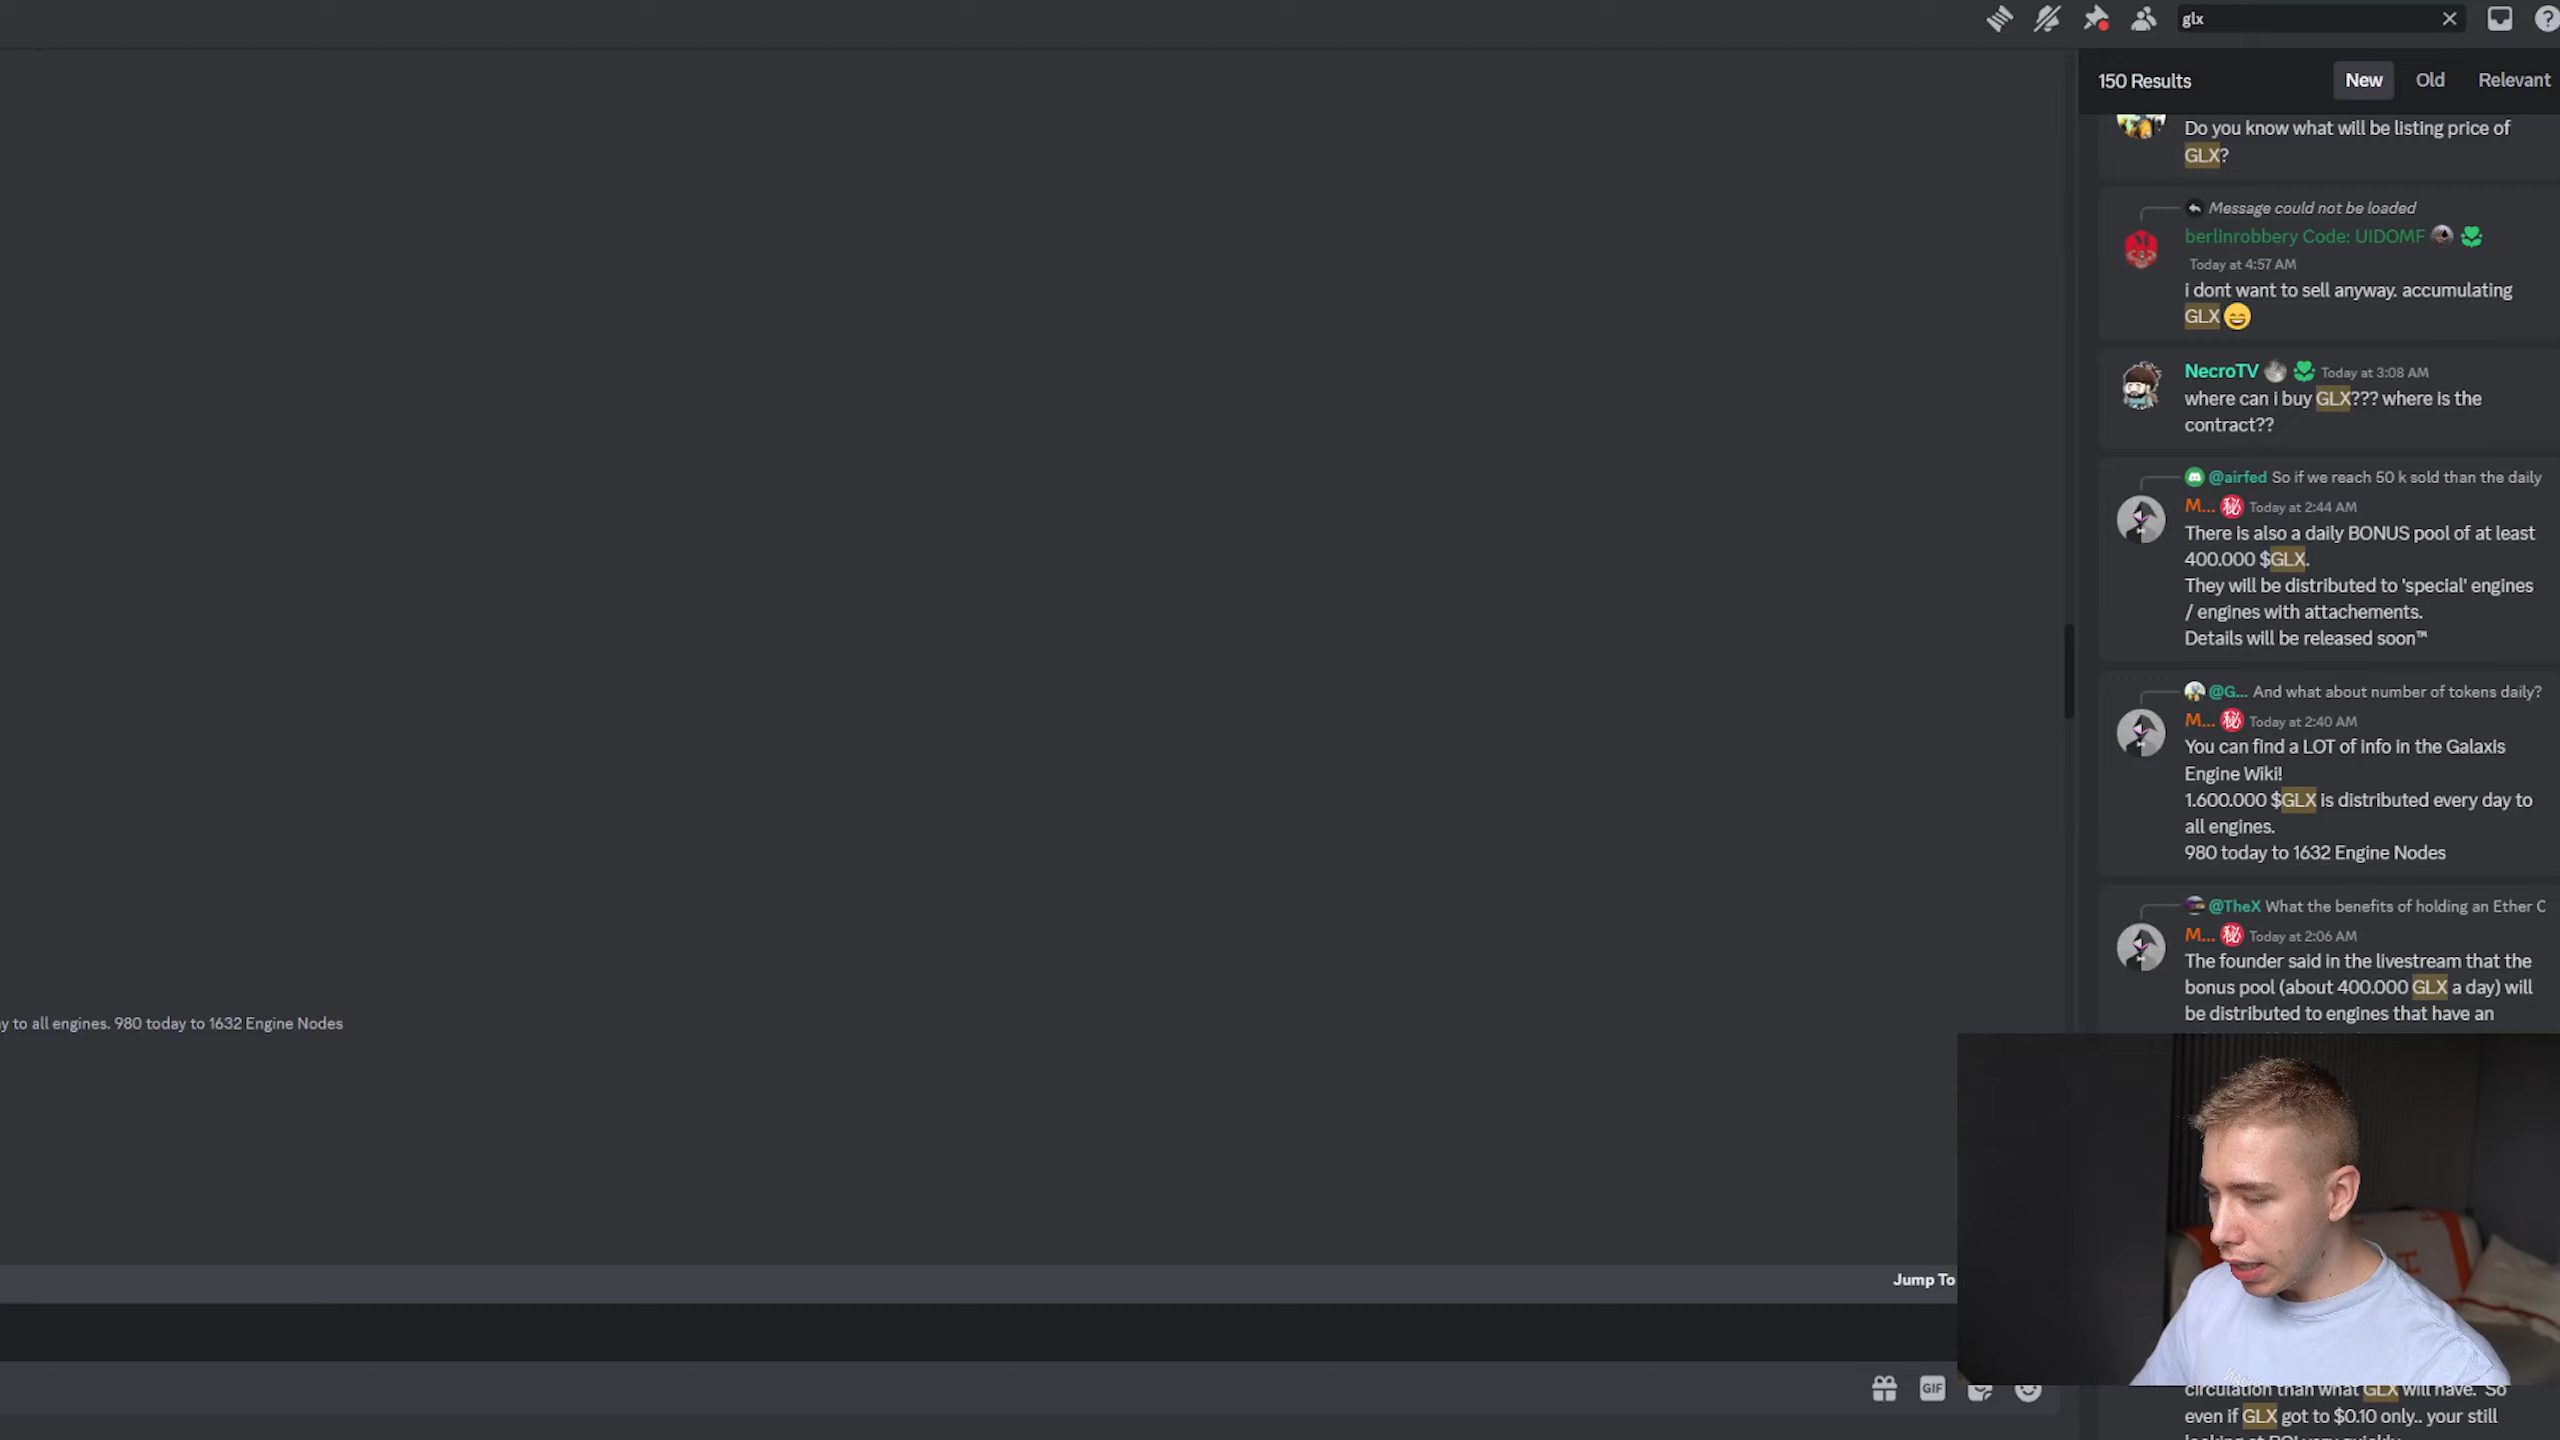 glx
150 Results
New
Old
Relevant
Do you know what will be listing price of
GLX?
Message could not be loaded
berlinrobbery Code: UIDOMF
Today at 4:57 AM
i dont want to sell anyway. accumulating
GLX
NecroTV Today at 3:08 AM
where can i buy GLX??? where is the
contract??
@airfed So if we reach 50 k sold than the daily
M... 秘 Today at 2:44 AM
There is also a daily BONUS pool of at least
400.000 $GLX.
They will be distributed to 'special' engines
/ engines with attachements.
Details will be released soon™
@G... And what about number of tokens daily?
M... 秘 Today at 2:40 AM
You can find a LOT of info in the Galaxis
Engine Wiki!
1.600.000 $GLX is distributed every day to
all engines.
980 today to 1632 Engine Nodes
@TheX What the benefits of holding an Ether C
M... 秘 Today at 2:06 AM
The founder said in the livestream that the
bonus pool (about 400.000 GLX a day) will
be distributed to engines that have an
y to all engines. 980 today to 1632 Engine Nodes
Jump To
GIF
circulation than what GLX will have. So
even if GLX got to $0.10 only.. your still